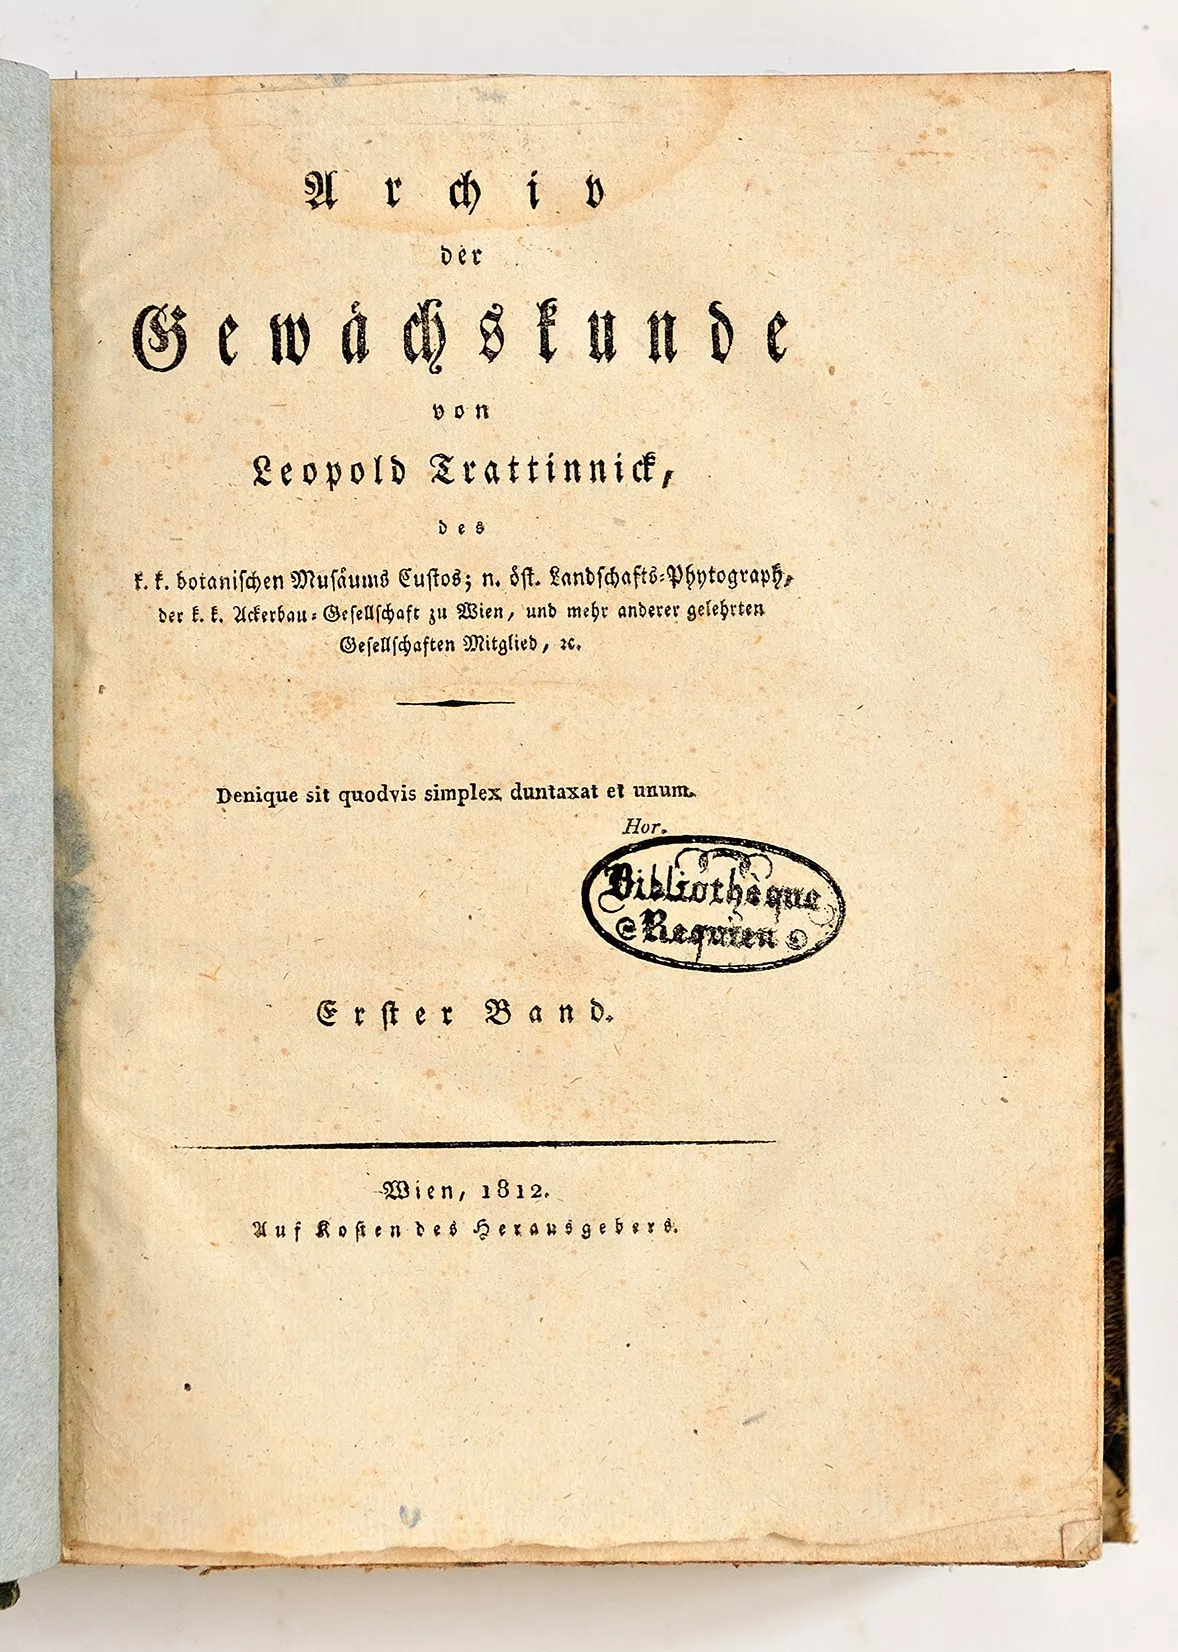 Archiv
der
Gewächskunde
von
Leopold Trattinnick,
des
k. k. botanischen Musäums Custos; n. öst. Landschafts-Phytograph,
der k. k. Ackerbau-Gesellschaft zu Wien, und mehr anderer gelehrten
Gesellschaften Mitglied, ꝛc.
Denique sit quodvis simplex duntaxat et unum.
Hor.
Bibliothèque
Requien
Erster Band.
Wien, 1812.
Auf Kosten des Herausgebers.